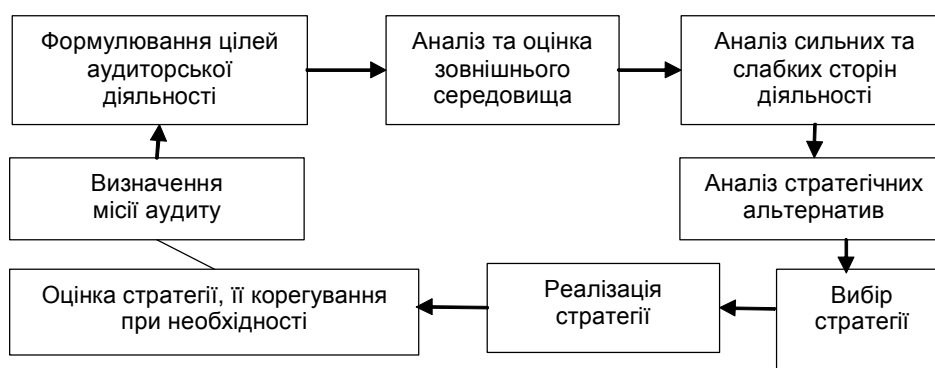 Формулювання цілей
аудиторської
діяльності
Аналіз та оцінка
зовнішнього
середовища
Аналіз сильних та
слабких сторін
діяльності
Визначення
місії аудиту
Аналіз стратегічних
альтернатив
Оцінка стратегії, її корегування
при необхідності
Реалізація
стратегії
Вибір
стратегії